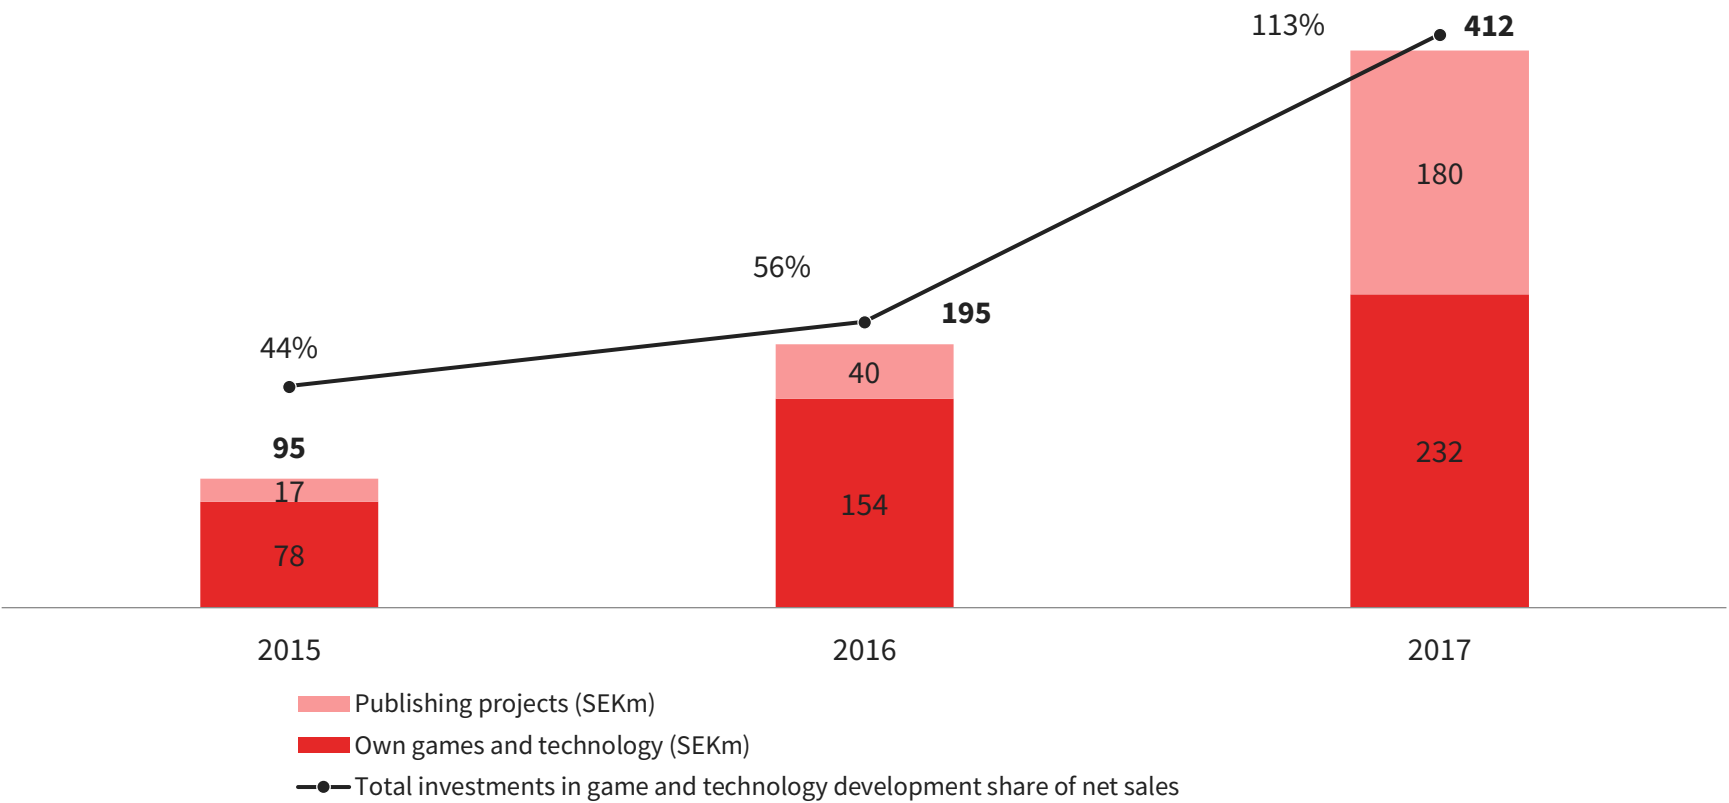 113% 412
180
56%
195
44%
40
95
232
17
154
78
2015 2016 2017
Publishing projects (SEKm)
Own games and technology (SEKm)
Total investments in game and technology development share of net sales